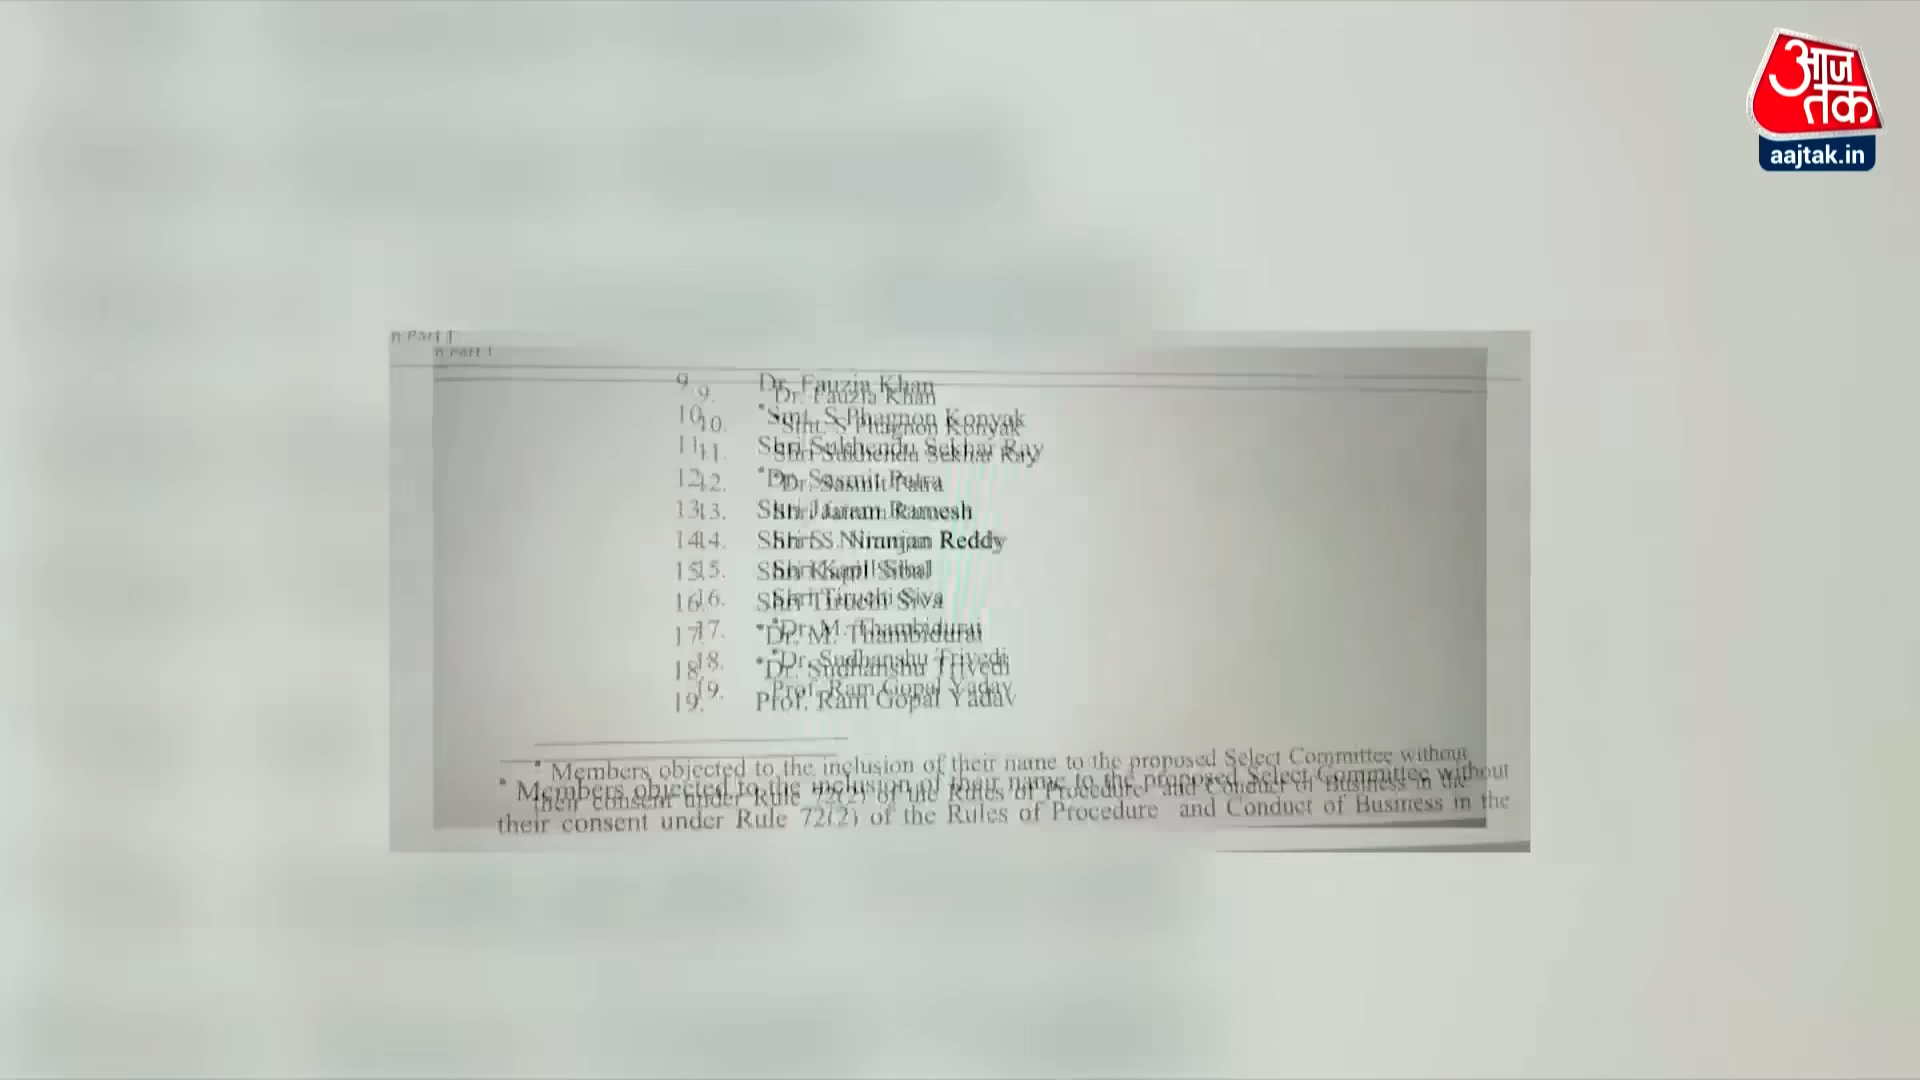 आज
तक
aajtak.in
n Part I
9. Dr. Fauzia Khan
10. *Smt. S Phagnon Konyak
11. Shri Sukhendu Sekhar Ray
12. *Dr. Sasmit Patra
13. Shri Jairam Ramesh
14. Shri S. Niranjan Reddy
15. Shri Kapil Sibal
16. Shri Tiruchi Siva
17. *Dr. M. Thambidurai
18. *Dr. Sudhanshu Trivedi
19. Prof. Ram Gopal Yadav
* Members objected to the inclusion of their name to the proposed Select Committee without
their consent under Rule 72(2) of the Rules of Procedure and Conduct of Business in the